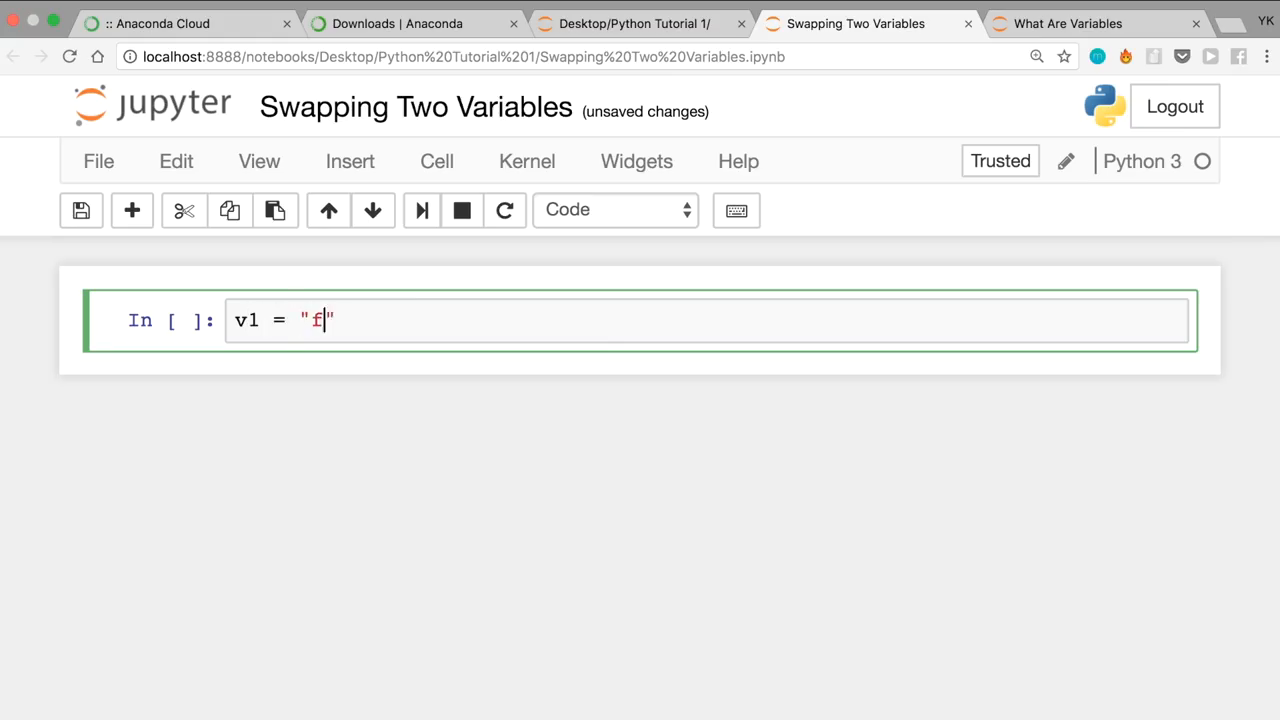 :: Anaconda Cloud
Downloads | Anaconda
Desktop/Python Tutorial 1/
Swapping Two Variables
What Are Variables
YK
localhost:8888/notebooks/Desktop/Python%20Tutorial%201/Swapping%20Two%20Variables.ipynb
jupyter Swapping Two Variables (unsaved changes)
Logout
File Edit View Insert Cell Kernel Widgets Help
Trusted
Python 3
Code
In [ ]: v1 = "f"